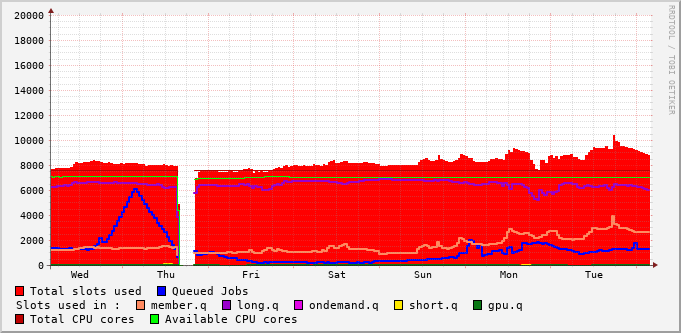 20000
18000
16000
14000
12000
10000
8000
6000
4000
2000
0
Wed Thu Fri Sat Sun Mon Tue
RRDTOOL / TOBI OETIKER
Total slots used Queued Jobs
Slots used in : member.q long.q ondemand.q short.q gpu.q
Total CPU cores Available CPU cores